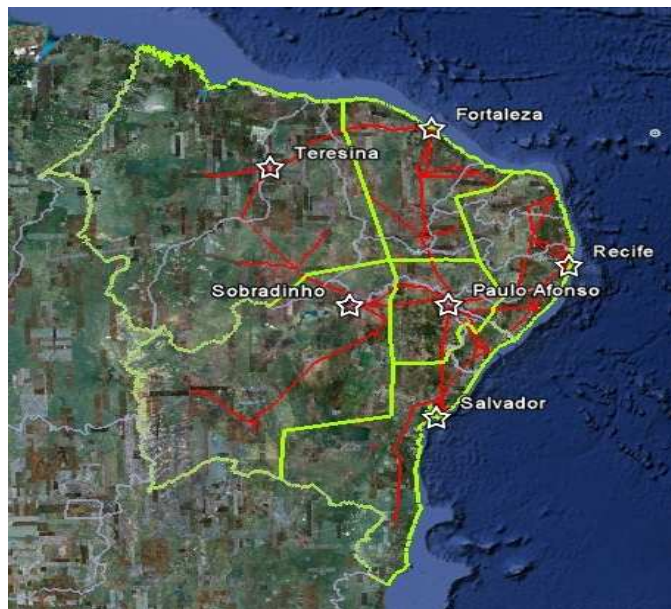 Fortaleza
Teresina
Recife
Sobradinho
Paulo Afonso
Salvador